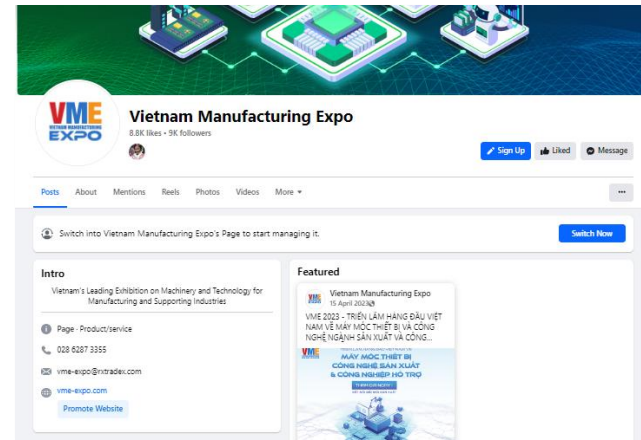 VME
VIETNAM MANUFACTURING
EXPO
Vietnam Manufacturing Expo
8.8K likes • 9K followers
Sign Up
Liked
Message
Posts
About
Mentions
Reels
Photos
Videos
More
Switch into Vietnam Manufacturing Expo's Page to start managing it.
Switch Now
Intro
Vietnam's Leading Exhibition on Machinery and Technology for
Manufacturing and Supporting Industries
Page · Product/service
028 6287 3355
vme-expo@rxtradex.com
vme-expo.com
Promote Website
Featured
Vietnam Manufacturing Expo
15 April 2023
VME 2023 - TRIỂN LÃM HÀNG ĐẦU VIỆT
NAM VỀ MÁY MÓC THIẾT BỊ VÀ CÔNG
NGHỆ NGÀNH SẢN XUẤT VÀ CÔNG...
VME
MÁY MÓC THIẾT BỊ
CÔNG NGHỆ SẢN XUẤT
& CÔNG NGHIỆP HỖ TRỢ